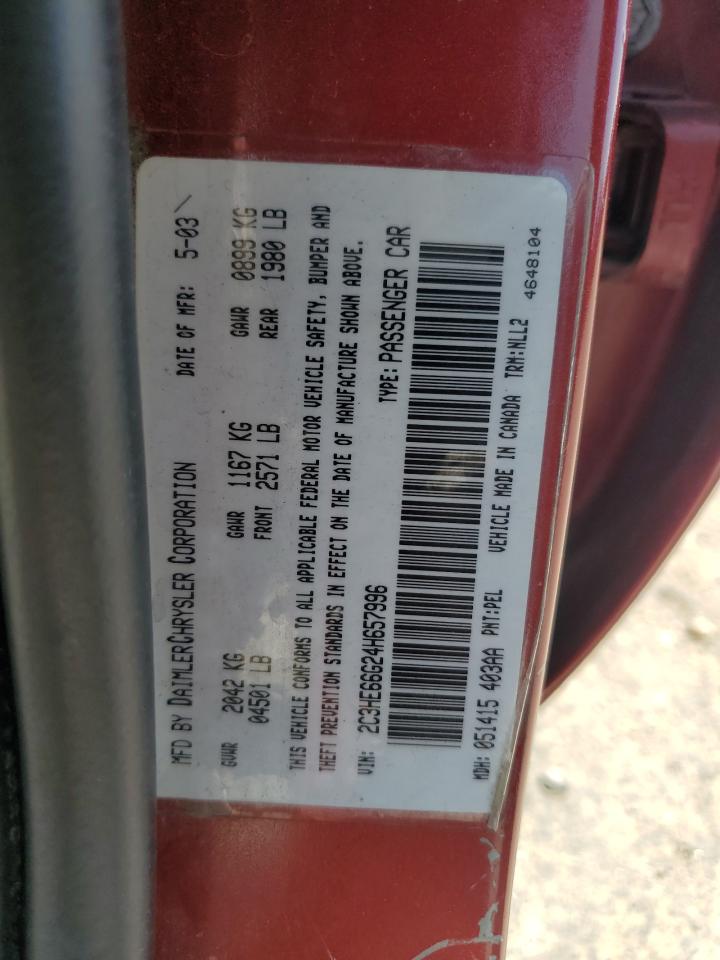 MFD BY DAIMLERCHRYSLER CORPORATION DATE OF MFR: 5-03
GVWR 2042 KG GAWR 1167 KG GAWR 0899 KG
04501 LB FRONT 2571 LB REAR 1980 LB
THIS VEHICLE CONFORMS TO ALL APPLICABLE FEDERAL MOTOR VEHICLE SAFETY, BUMPER AND
THEFT PREVENTION STANDARDS IN EFFECT ON THE DATE OF MANUFACTURE SHOWN ABOVE.
VIN: 2C3HE66G24H657996 TYPE: PASSENGER CAR
MDH: 051415 403AA PNT:PEL VEHICLE MADE IN CANADA TRM:NLL2
4648104